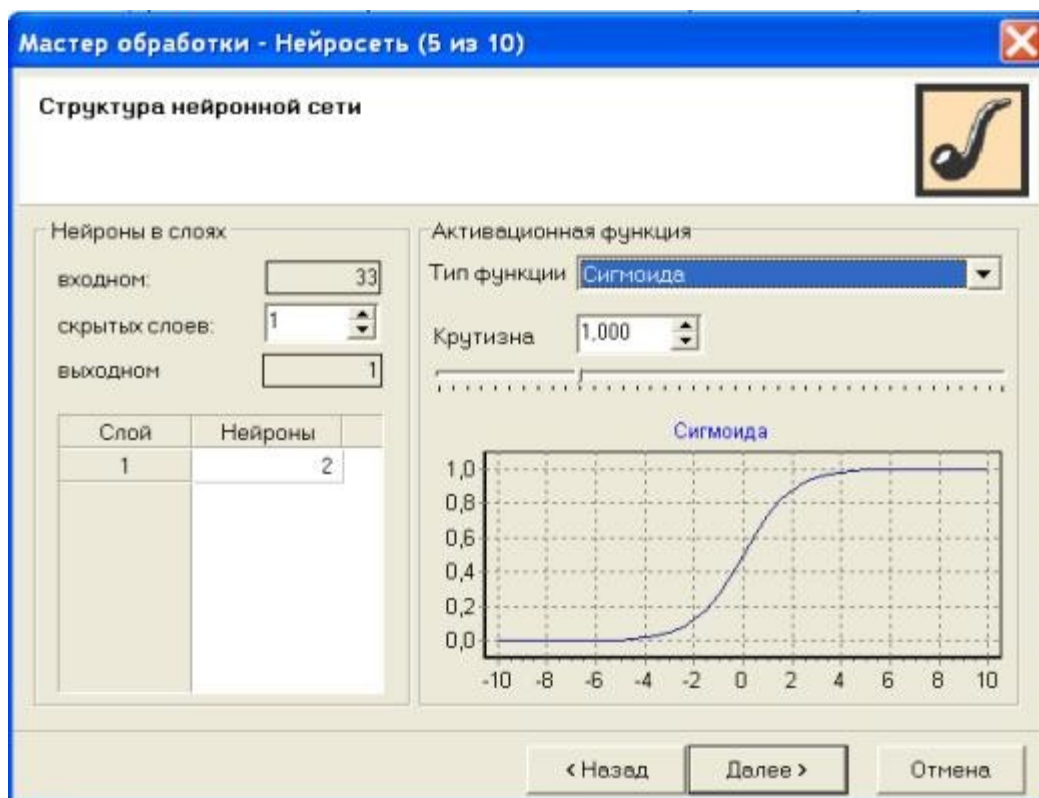 Мастер обработки - Нейросеть (5 из 10)
Структура нейронной сети
Нейроны в слоях
входном: 33
скрытых слоев: 1
выходном 1
Слой Нейроны
1 2
Активационная функция
Тип функции Сигмоида
Крутизна 1,000
Сигмоида
1,0
0,8
0,6
0,4
0,2
0,0
-10 -8 -6 -4 -2 0 2 4 6 8 10
< Назад Далее > Отмена